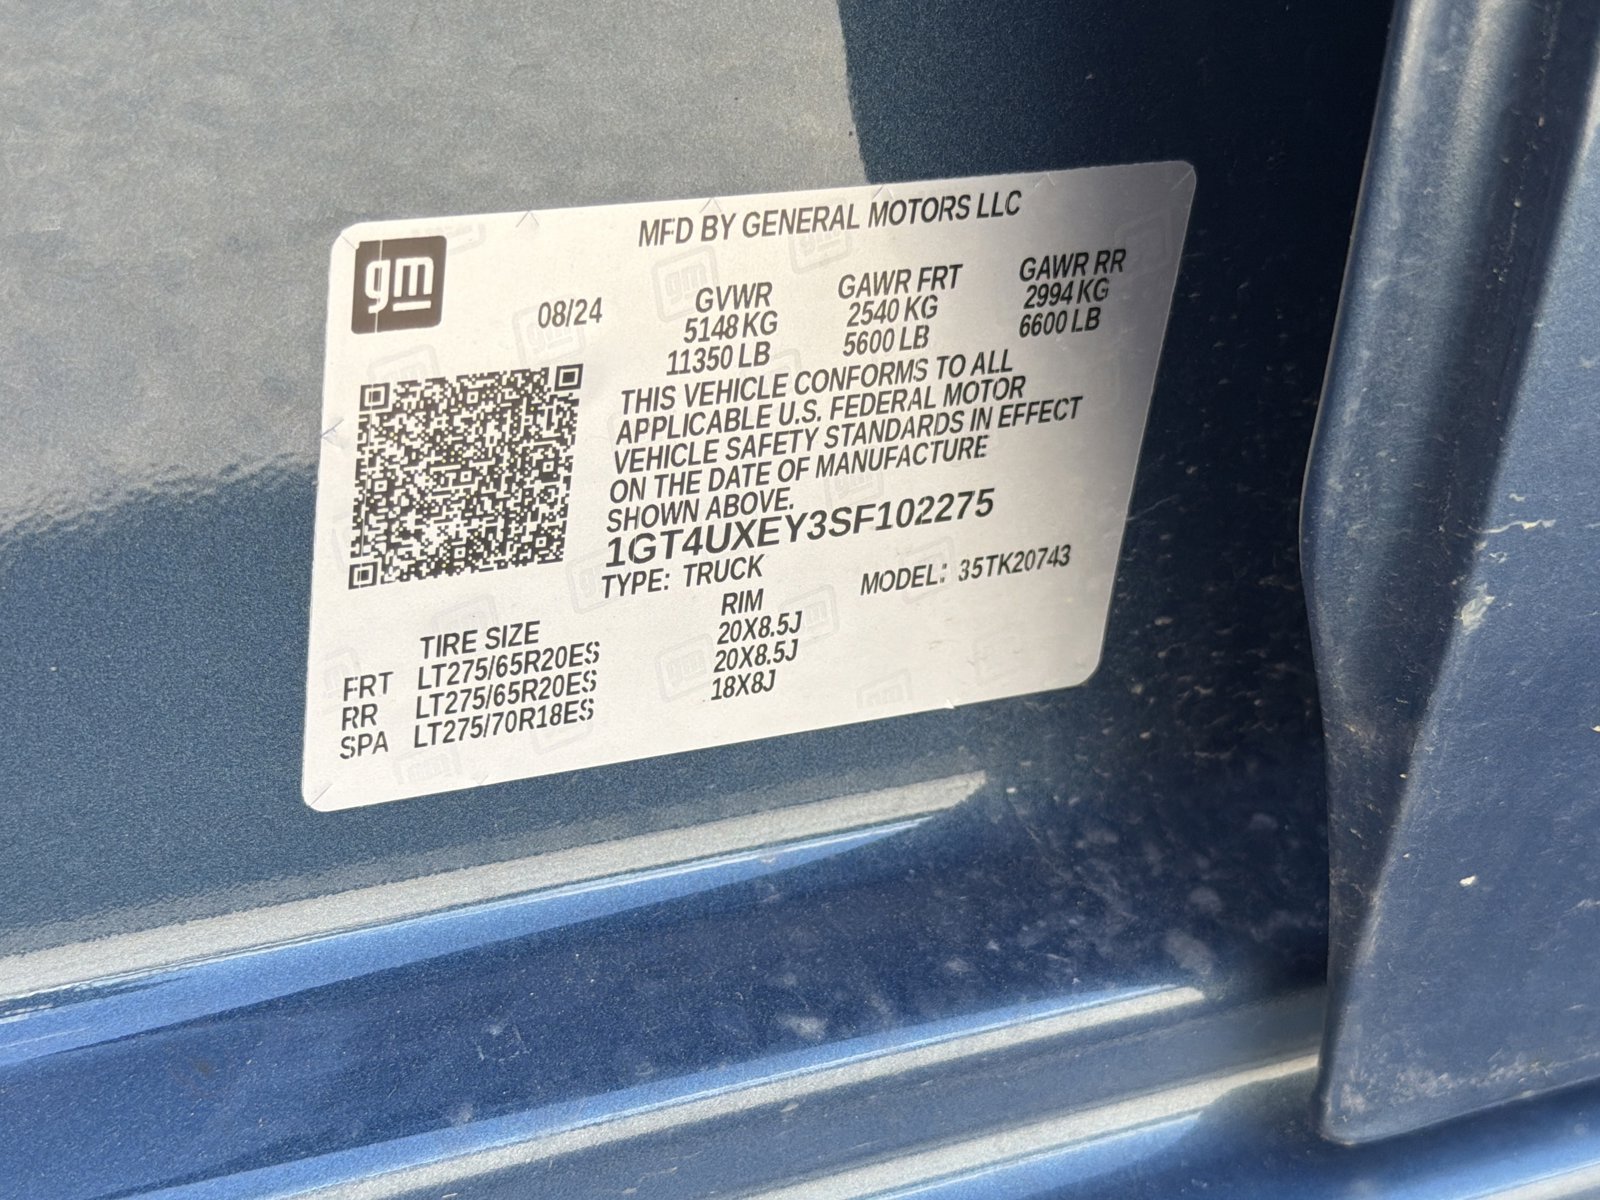 gm
MFD BY GENERAL MOTORS LLC
08/24
GVWR
5148 KG
11350 LB
GAWR FRT
2540 KG
5600 LB
GAWR RR
2994 KG
6600 LB
THIS VEHICLE CONFORMS TO ALL
APPLICABLE U.S. FEDERAL MOTOR
VEHICLE SAFETY STANDARDS IN EFFECT
ON THE DATE OF MANUFACTURE
SHOWN ABOVE.
1GT4UXEY3SF102275
TYPE: TRUCK MODEL: 35TK20743
TIRE SIZE RIM
FRT LT275/65R20ES 20X8.5J
RR LT275/65R20ES 20X8.5J
SPA LT275/70R18ES 18X8J